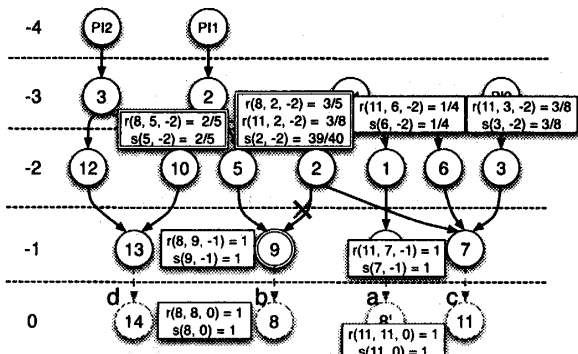 -4
PI2
PI1
-3
3
2
r(8, 5, -2) = 2/5
s(5, -2) = 2/5
r(8, 2, -2) = 3/5
r(11, 2, -2) = 3/8
s(2, -2) = 39/40
r(11, 6, -2) = 1/4
s(6, -2) = 1/4
r(11, 3, -2) = 3/8
s(3, -2) = 3/8
-2
12
10
5
2
1
6
3
-1
13
r(8, 9, -1) = 1
s(9, -1) = 1
9
r(11, 7, -1) = 1
s(7, -1) = 1
7
d
b
a
c
0
14
r(8, 8, 0) = 1
s(8, 0) = 1
8
8'
11
r(11, 11, 0) = 1
s(11, 0) = 1